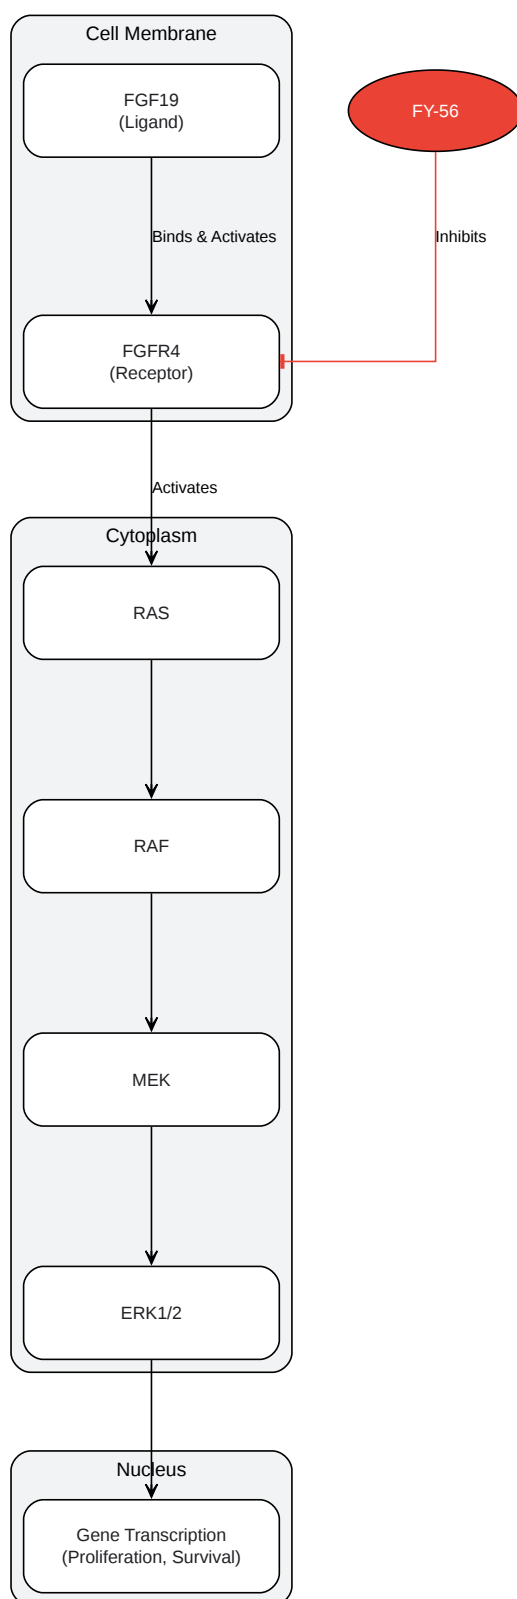 Cell Membrane
FGF19
(Ligand)
FY-56
Binds & Activates
Inhibits
FGFR4
(Receptor)
Activates
Cytoplasm
RAS
RAF
MEK
ERK1/2
Nucleus
Gene Transcription
(Proliferation, Survival)